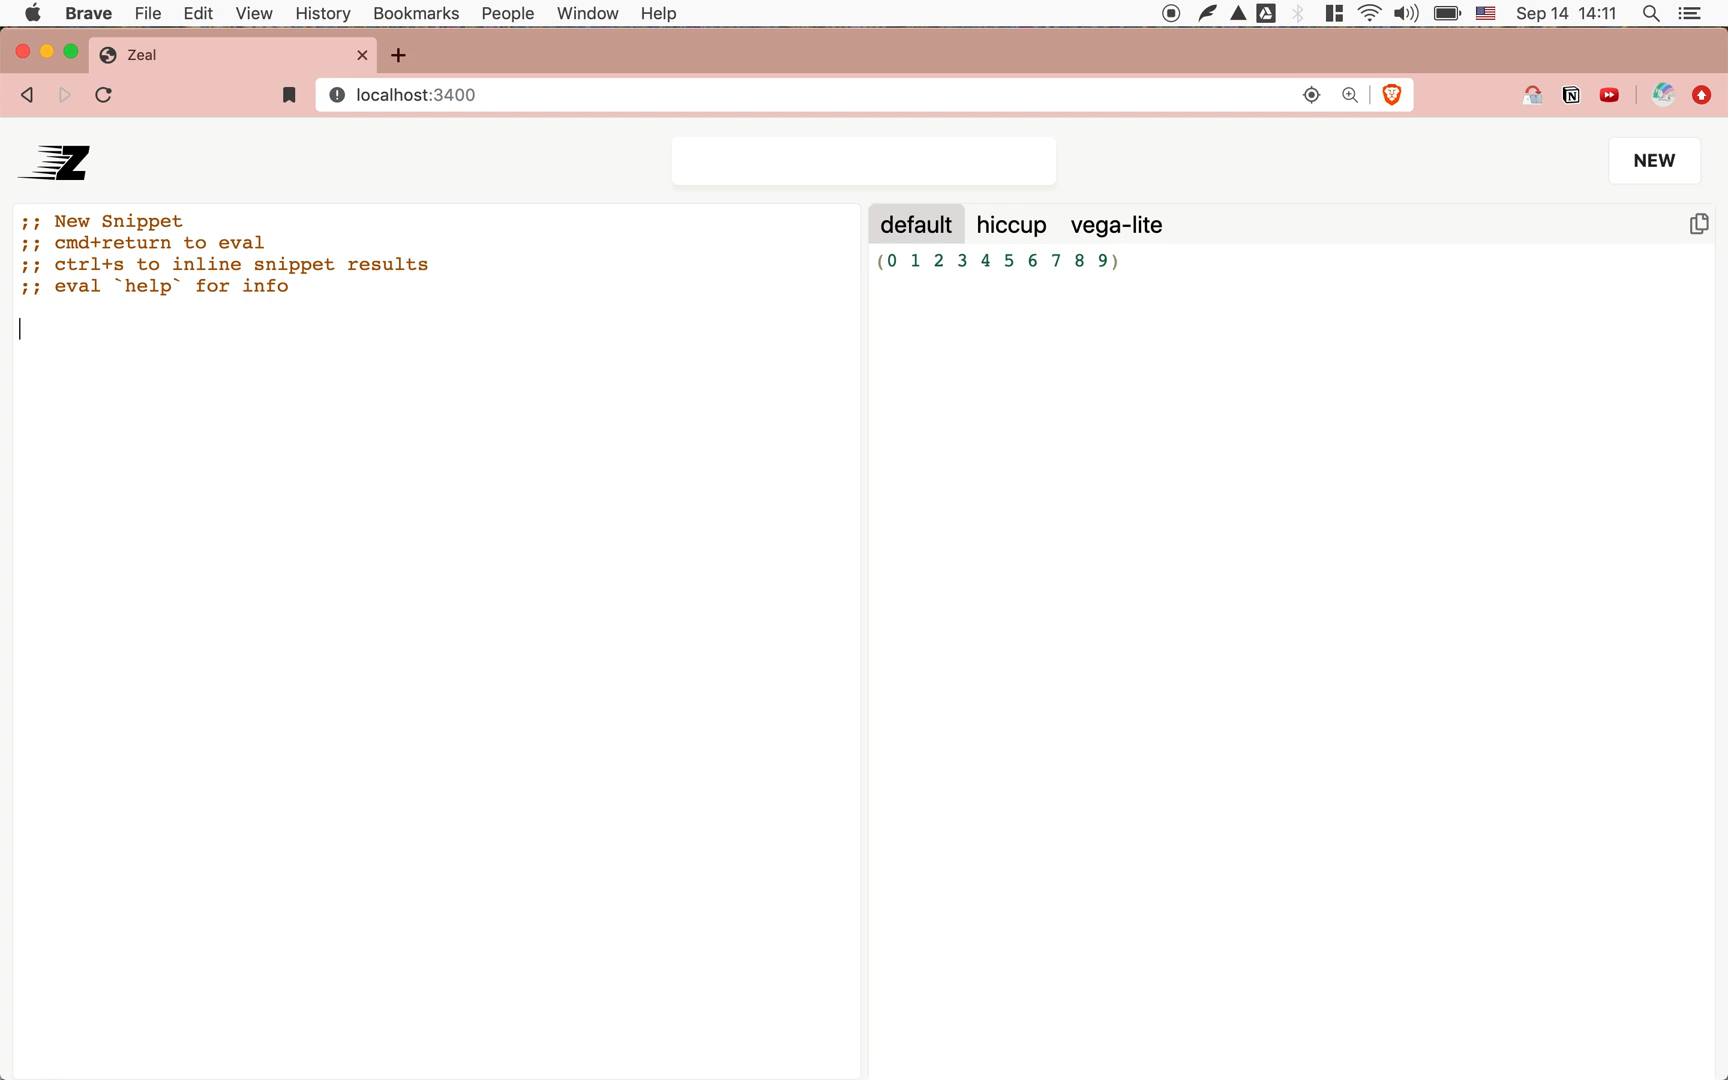 Brave File Edit View History Bookmarks People Window Help Sep 14 14:11
Zeal
localhost:3400
Z
NEW
;; New Snippet
;; cmd+return to eval
;; ctrl+s to inline snippet results
;; eval `help` for info
default hiccup vega-lite
(0 1 2 3 4 5 6 7 8 9)